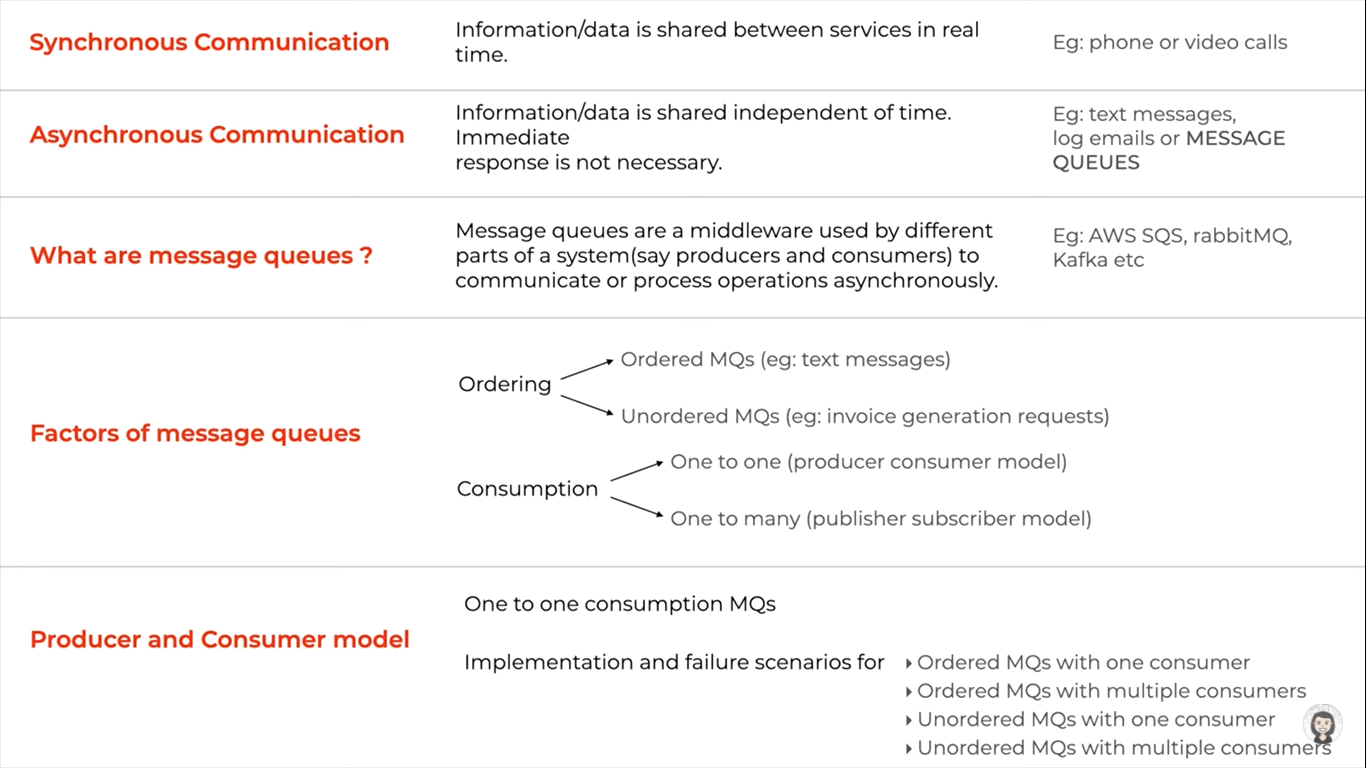 Synchronous Communication
Information/data is shared between services in real
time.
Eg: phone or video calls
Asynchronous Communication
Information/data is shared independent of time.
Immediate
response is not necessary.
Eg: text messages,
log emails or MESSAGE
QUEUES
What are message queues ?
Message queues are a middleware used by different
parts of a system(say producers and consumers) to
communicate or process operations asynchronously.
Eg: AWS SQS, rabbitMQ,
Kafka etc
Factors of message queues
Ordering
Ordered MQs (eg: text messages)
Unordered MQs (eg: invoice generation requests)
Consumption
One to one (producer consumer model)
One to many (publisher subscriber model)
Producer and Consumer model
One to one consumption MQs
Implementation and failure scenarios for
Ordered MQs with one consumer
Ordered MQs with multiple consumers
Unordered MQs with one consumer
Unordered MQs with multiple consumers